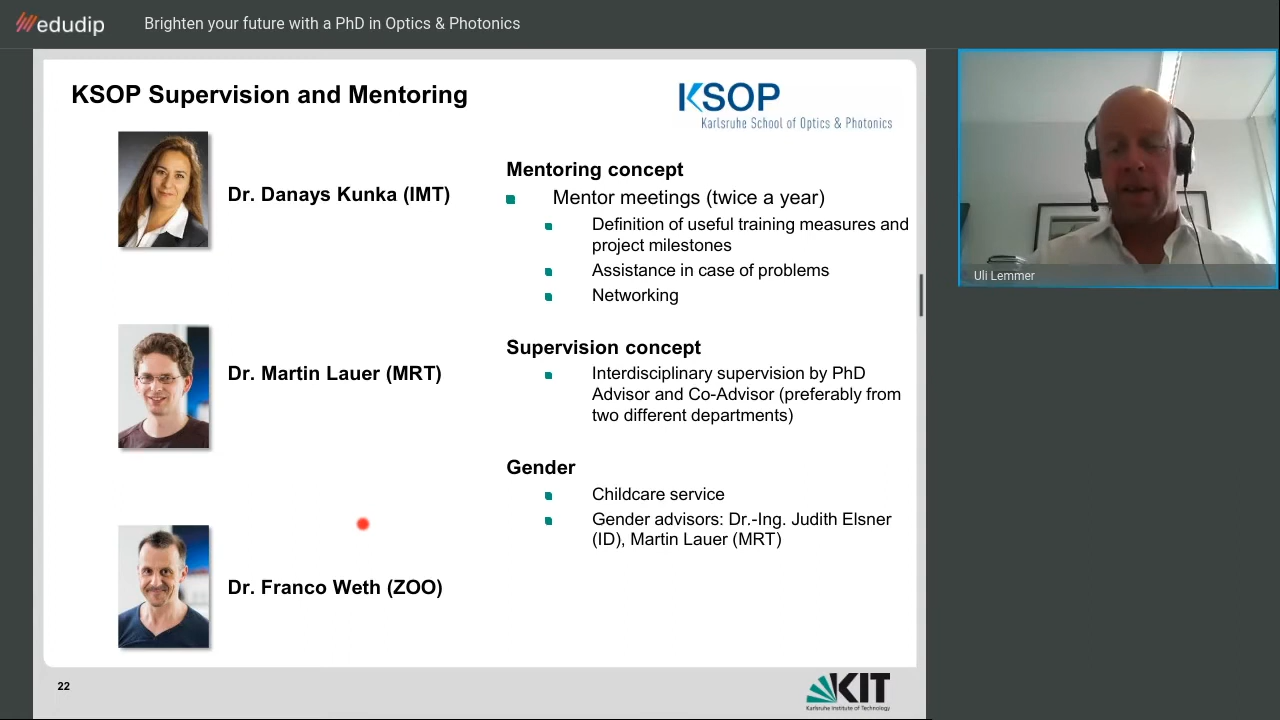 edudip
Brighten your future with a PhD in Optics & Photonics
KSOP Supervision and Mentoring
KSOP
Karlsruhe School of Optics & Photonics
Dr. Danays Kunka (IMT)
Dr. Martin Lauer (MRT)
Dr. Franco Weth (ZOO)
Mentoring concept
Mentor meetings (twice a year)
Definition of useful training measures and
project milestones
Assistance in case of problems
Networking
Supervision concept
Interdisciplinary supervision by PhD
Advisor and Co-Advisor (preferably from
two different departments)
Gender
Childcare service
Gender advisors: Dr.-Ing. Judith Elsner
(ID), Martin Lauer (MRT)
Uli Lemmer
22
KIT
Karlsruhe Institute of Technology